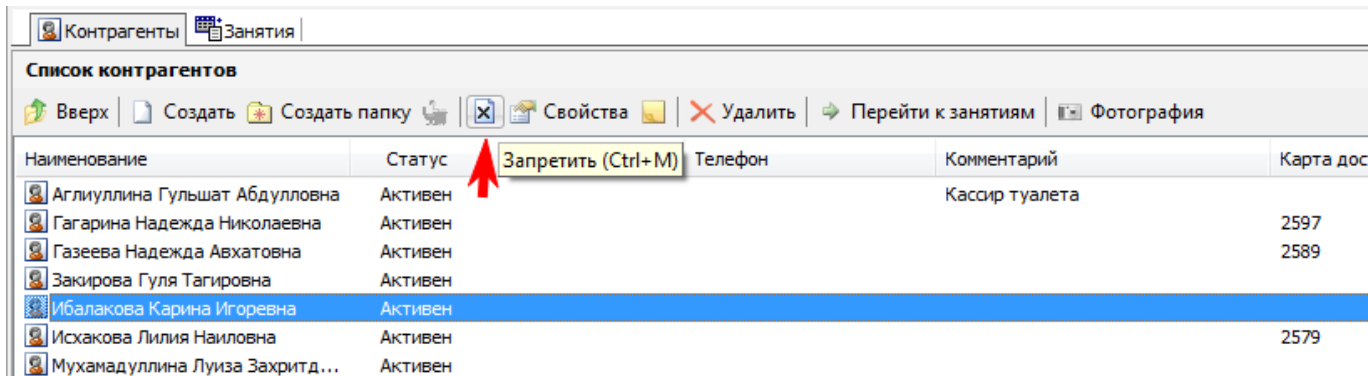 Контрагенты Занятия
Список контрагентов
Вверх Создать Создать папку Свойства Удалить Перейти к занятиям Фотография
Наименование Статус Запретить (Ctrl+M) Телефон Комментарий Карта дос
Аглиуллина Гульшат Абдулловна Активен Кассир туалета
Гагарина Надежда Николаевна Активен 2597
Газеева Надежда Авхатовна Активен 2589
Закирова Гуля Тагировна Активен
Ибалакова Карина Игоревна Активен
Исхакова Лилия Наиловна Активен 2579
Мухамадуллина Луиза Захритд... Активен